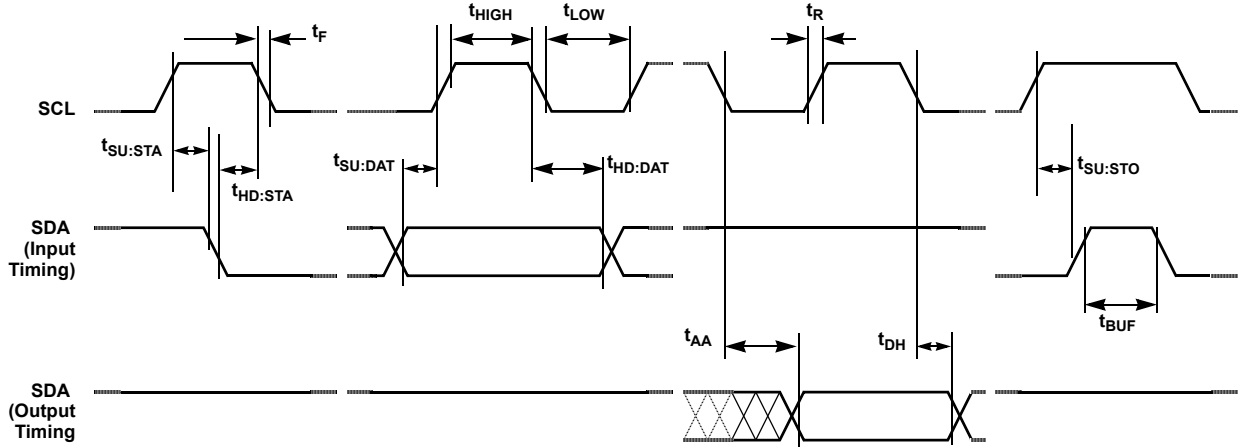 tHIGH tLOW tR
tF
SCL
tSU:STA tSU:DAT tHD:DAT tSU:STO
tHD:STA
SDA
(Input
Timing)
tBUF
tAA tDH
SDA
(Output
Timing